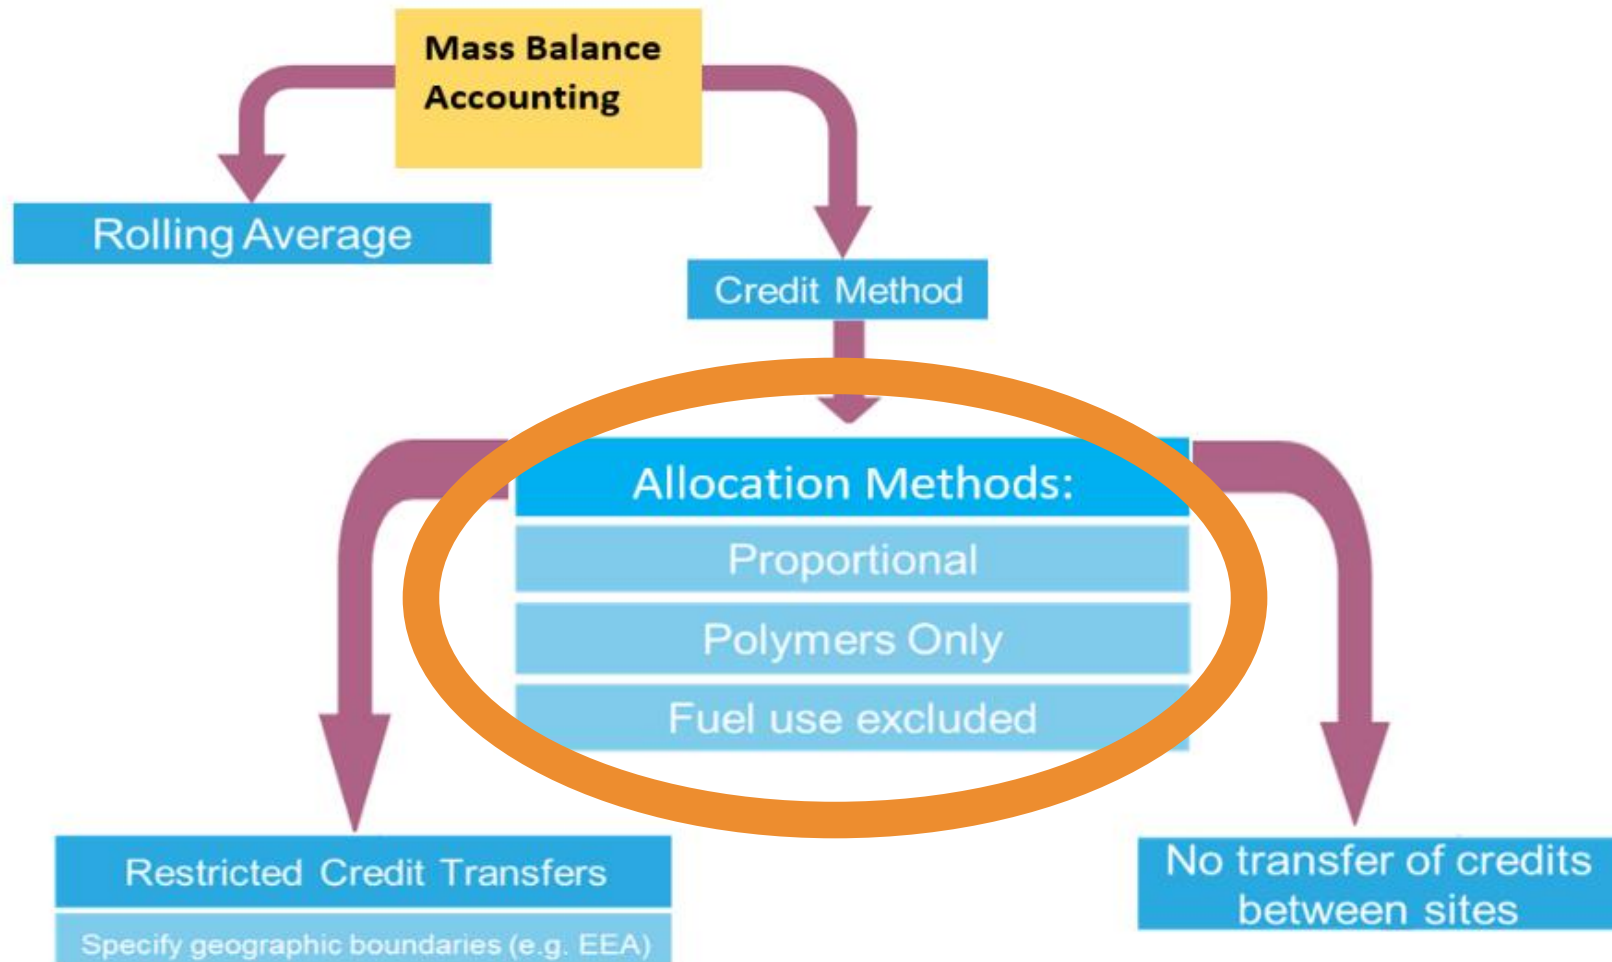 Mass Balance
Accounting
Rolling Average
Credit Method
Allocation Methods:
Proportional
Polymers Only
Fuel use excluded
Restricted Credit Transfers
Specify geographic boundaries (e.g. EEA)
No transfer of credits
between sites